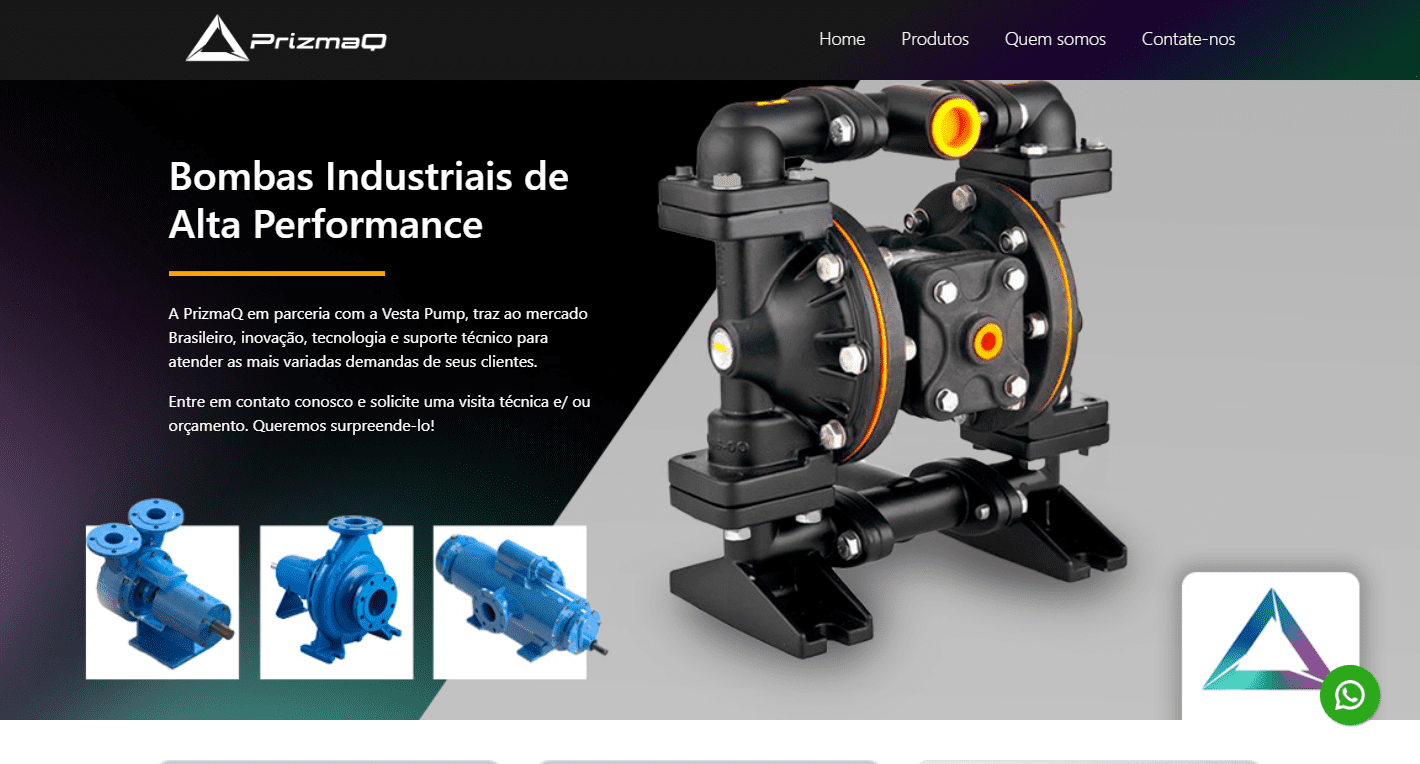 PrizmaQ
Home
Produtos
Quem somos
Contate-nos
Bombas Industriais de
Alta Performance
A PrizmaQ em parceria com a Vesta Pump, traz ao mercado
Brasileiro, inovação, tecnologia e suporte técnico para
atender as mais variadas demandas de seus clientes.
Entre em contato conosco e solicite uma visita técnica e/ ou
orçamento. Queremos surpreende-lo!